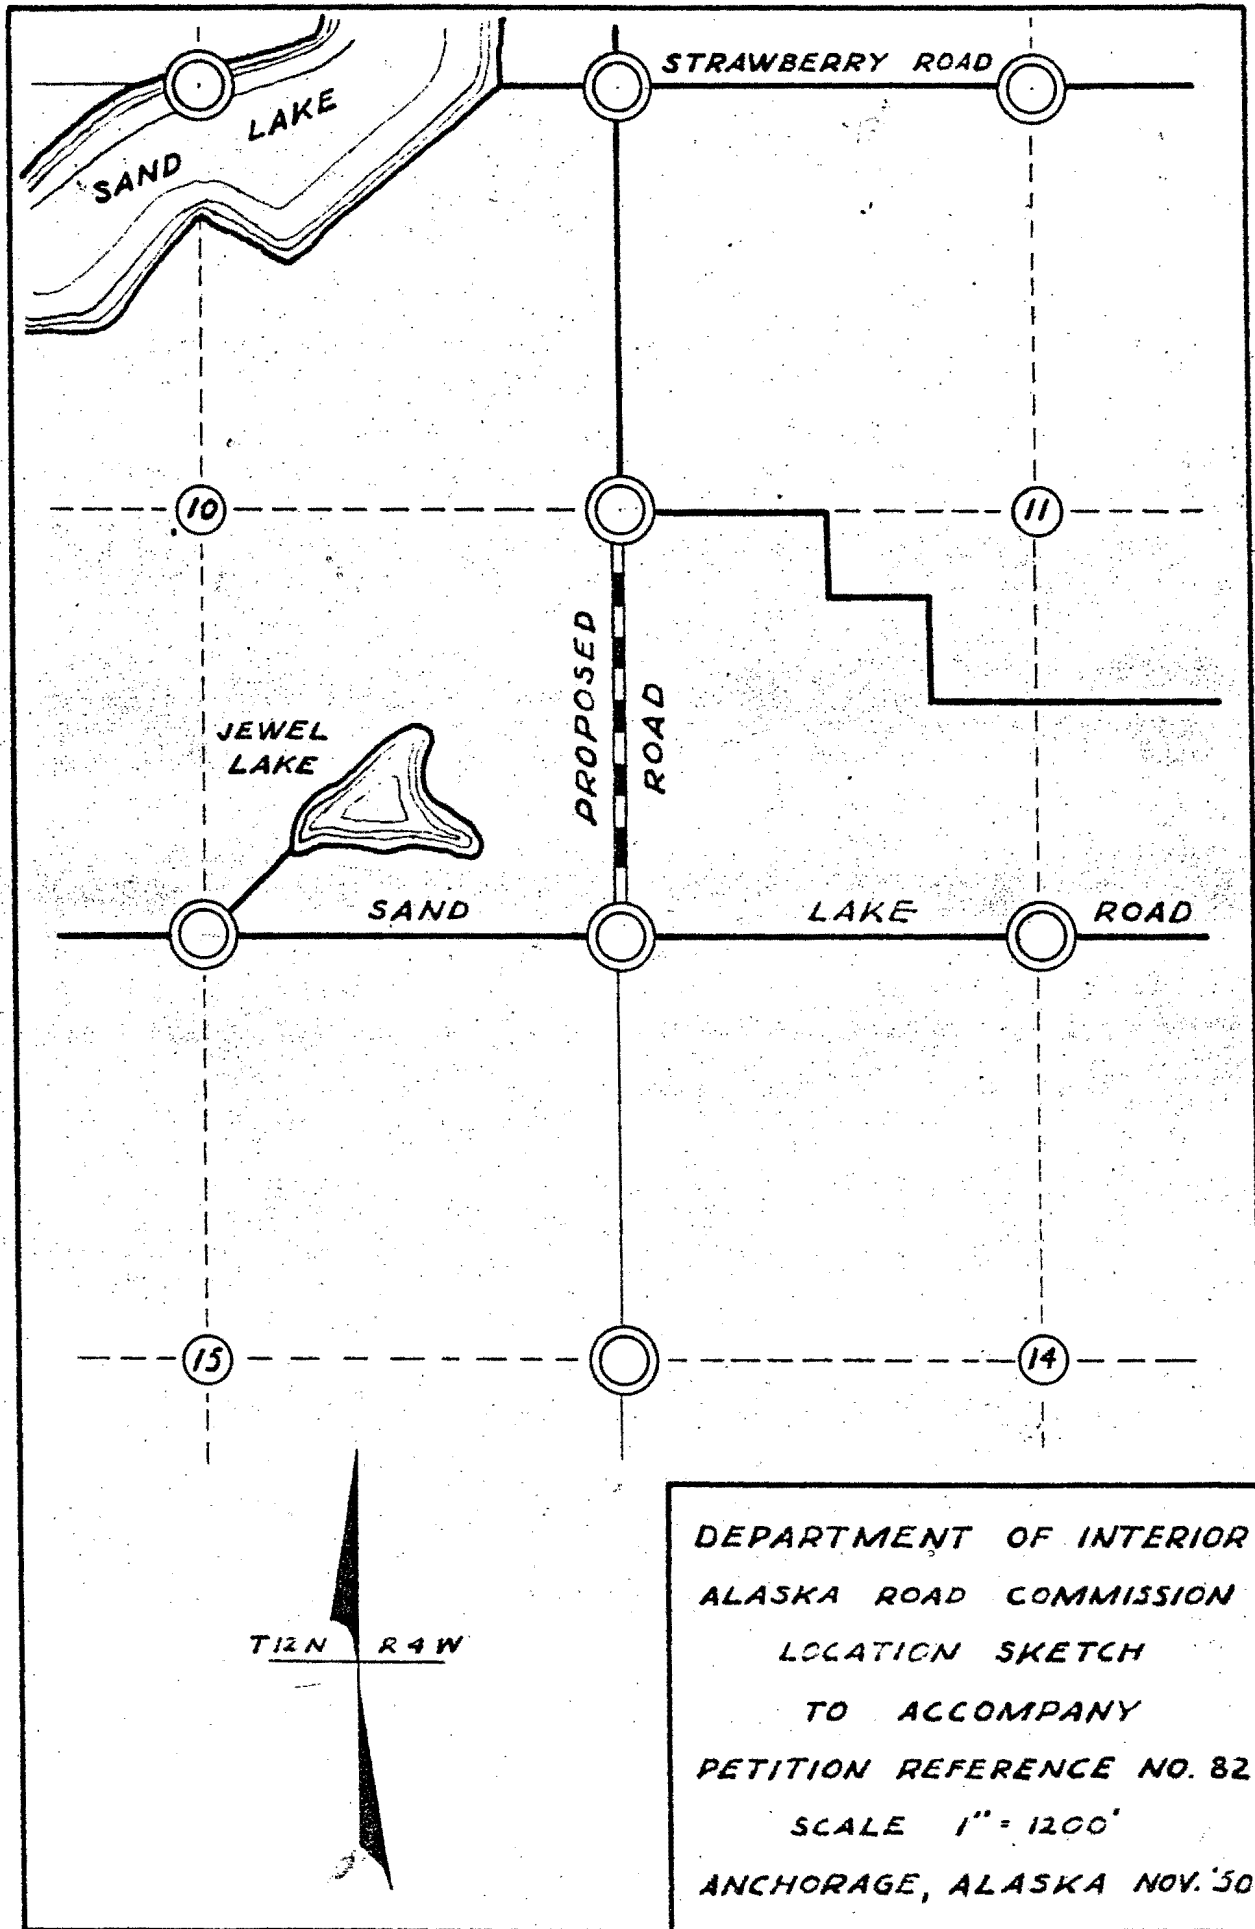 STRAWBERRY ROAD
SAND LAKE
10
11
PROPOSED
ROAD
JEWEL
LAKE
SAND LAKE ROAD
15
14
T12N R4W
DEPARTMENT OF INTERIOR
ALASKA ROAD COMMISSION
LOCATION SKETCH
TO ACCOMPANY
PETITION REFERENCE NO. 82
SCALE 1" = 1200'
ANCHORAGE, ALASKA NOV. '50